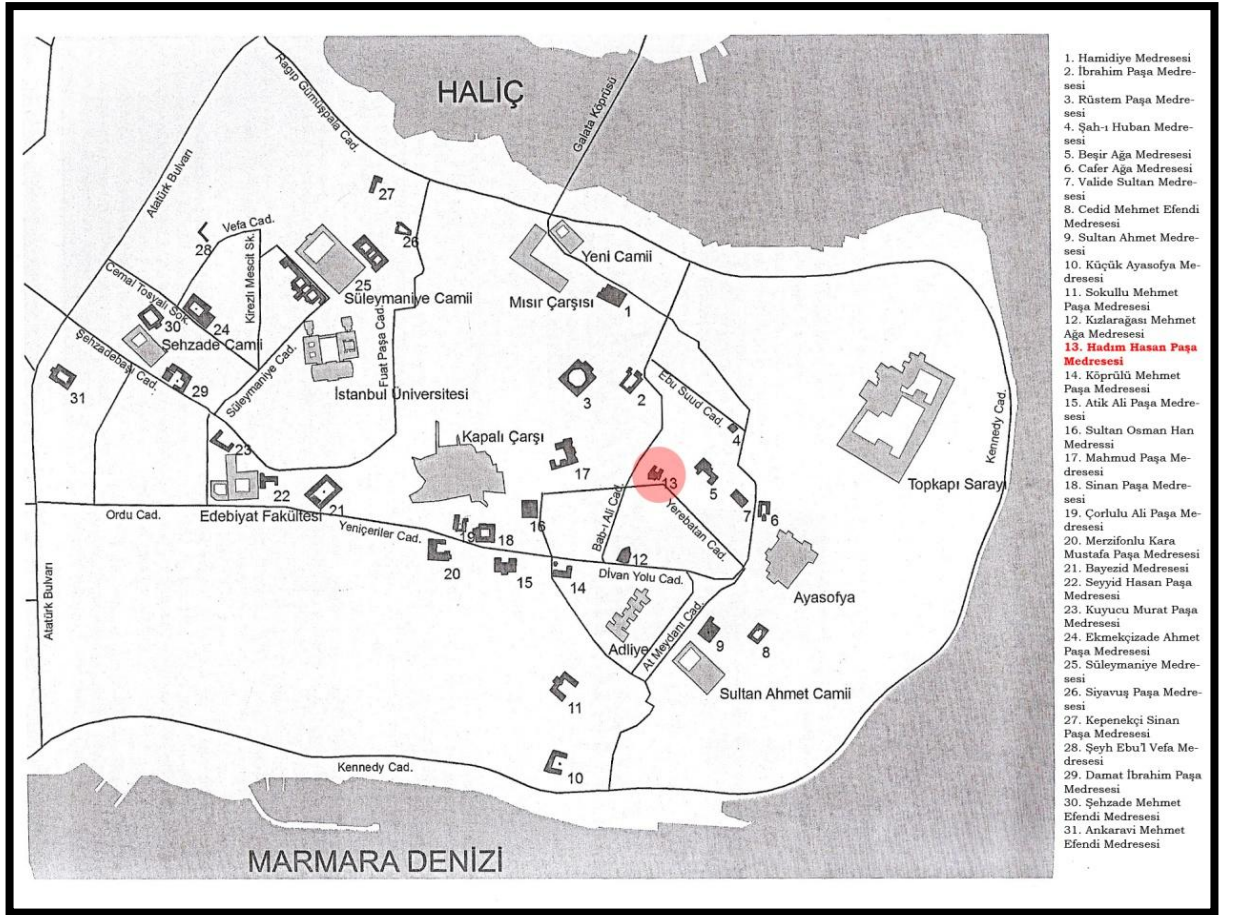 HALİÇ
Ragıp Gümüşpala Cad.
Galata Köprüsü
Atatürk Bulvarı
27
Vefa Cad.
28
26
Kirezli Mescit Sk.
25
Yeni Camii
Süleymaniye Camii
Mısır Çarşısı
1
Cemal Tosyalı Sok.
30
24
Şehzade Camii
Şehzadebaşı Cad.
Süleymaniye Cad.
Fuat Paşa Cad.
İstanbul Üniversitesi
31
29
3
2
Ebu Suud Cad.
4
23
Kapalı Çarşı
17
13
5
Topkapı Sarayı
Kennedy Cad.
22
Edebiyat Fakültesi
21
Ordu Cad.
Yeniçeriler Cad.
16
Bab-ı Ali Cad.
Yerebatan Cad.
7
6
19
18
20
15
14
12
Divan Yolu Cad.
Ayasofya
Atatürk Bulvarı
Adliye
At Meydanı Cad.
9
8
Sultan Ahmet Camii
11
10
Kennedy Cad.
MARMARA DENİZİ
1. Hamidiye Medresesi
2. İbrahim Paşa Medre-
sesi
3. Rüstem Paşa Medre-
sesi
4. Şah-ı Huban Medre-
sesi
5. Beşir Ağa Medresesi
6. Cafer Ağa Medresesi
7. Valide Sultan Medre-
sesi
8. Cedid Mehmet Efendi
Medresesi
9. Sultan Ahmet Medre-
sesi
10. Küçük Ayasofya Me-
dresesi
11. Sokullu Mehmet
Paşa Medresesi
12. Kızlarağası Mehmet
Ağa Medresesi
13. Hadım Hasan Paşa
Medresesi
14. Köprülü Mehmet
Paşa Medresesi
15. Atik Ali Paşa Medre-
sesi
16. Sultan Osman Han
Medressi
17. Mahmud Paşa Me-
dresesi
18. Sinan Paşa Medre-
sesi
19. Çorlulu Ali Paşa Me-
dresesi
20. Merzifonlu Kara
Mustafa Paşa Medresesi
21. Bayezid Medresesi
22. Seyyid Hasan Paşa
Medresesi
23. Kuyucu Murat Paşa
Medresesi
24. Ekmekçizade Ahmet
Paşa Medresesi
25. Süleymaniye Medre-
sesi
26. Siyavuş Paşa Medre-
sesi
27. Kepenekçi Sinan
Paşa Medresesi
28. Şeyh Ebu'l Vefa Me-
dresesi
29. Damat İbrahim Paşa
Medresesi
30. Şehzade Mehmet
Efendi Medresesi
31. Ankaravi Mehmet
Efendi Medresesi